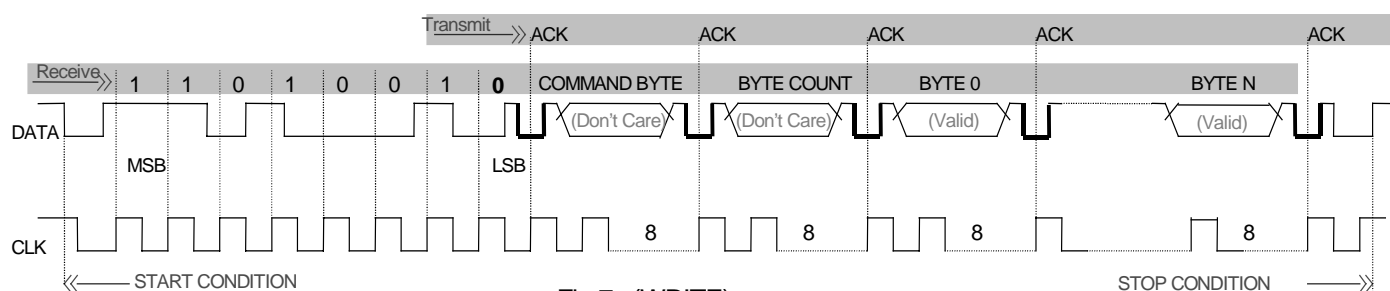 Transmit ACK ACK ACK ACK ACK
Receive 1 1 0 1 0 0 1 0 COMMAND BYTE BYTE COUNT BYTE 0 BYTE N
DATA (Don't Care) (Don't Care) (Valid) (Valid)
MSB LSB
CLK 8 8 8 8
START CONDITION STOP CONDITION